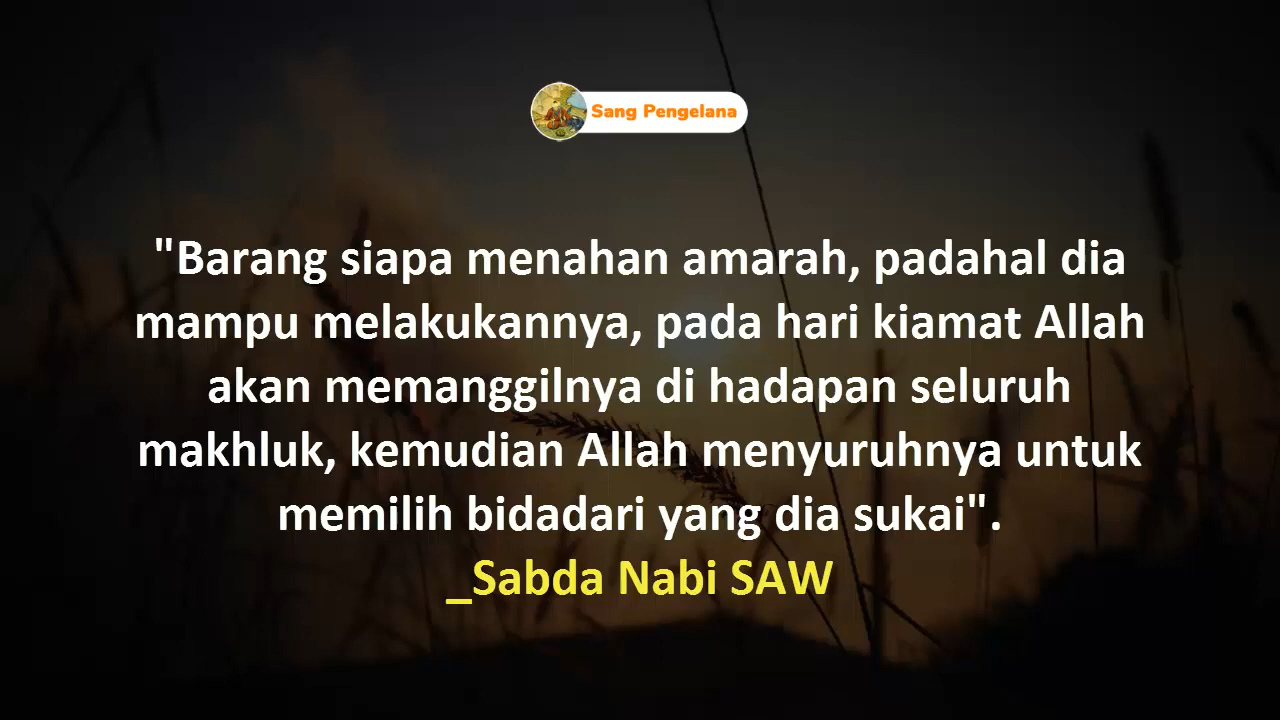 Sang Pengelana
"Barang siapa menahan amarah, padahal dia
mampu melakukannya, pada hari kiamat Allah
akan memanggilnya di hadapan seluruh
makhluk, kemudian Allah menyuruhnya untuk
memilih bidadari yang dia sukai".
_Sabda Nabi SAW